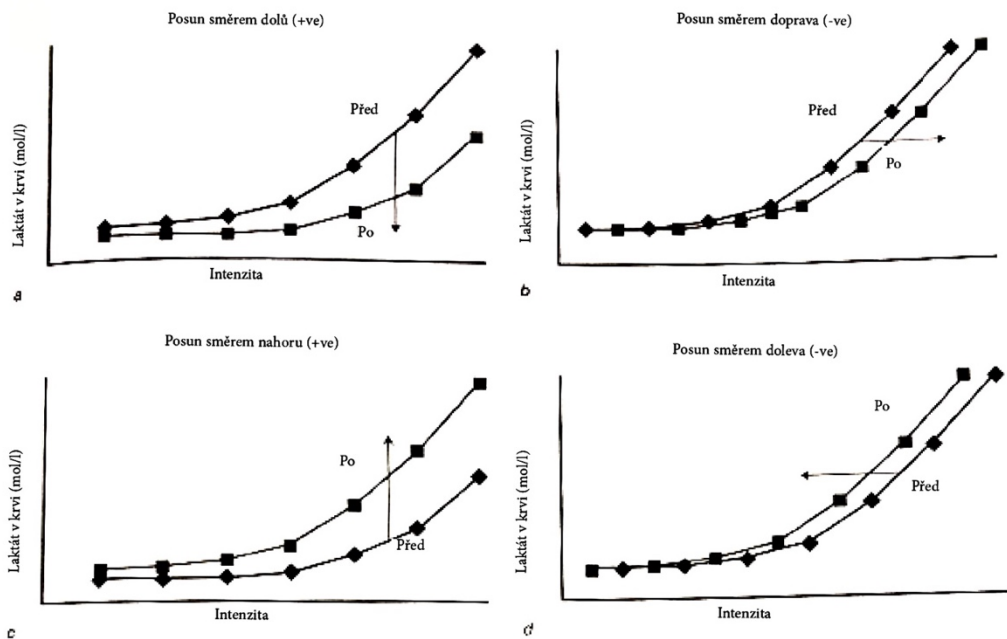 Posun směrem dolů (+ve)
Laktát v krvi (mol/l)
Před
Po
Intenzita
a
Posun směrem doprava (-ve)
Laktát v krvi (mol/l)
Před
Po
Intenzita
b
Posun směrem nahoru (+ve)
Laktát v krvi (mol/l)
Po
Před
Intenzita
c
Posun směrem doleva (-ve)
Laktát v krvi (mol/l)
Po
Před
Intenzita
d